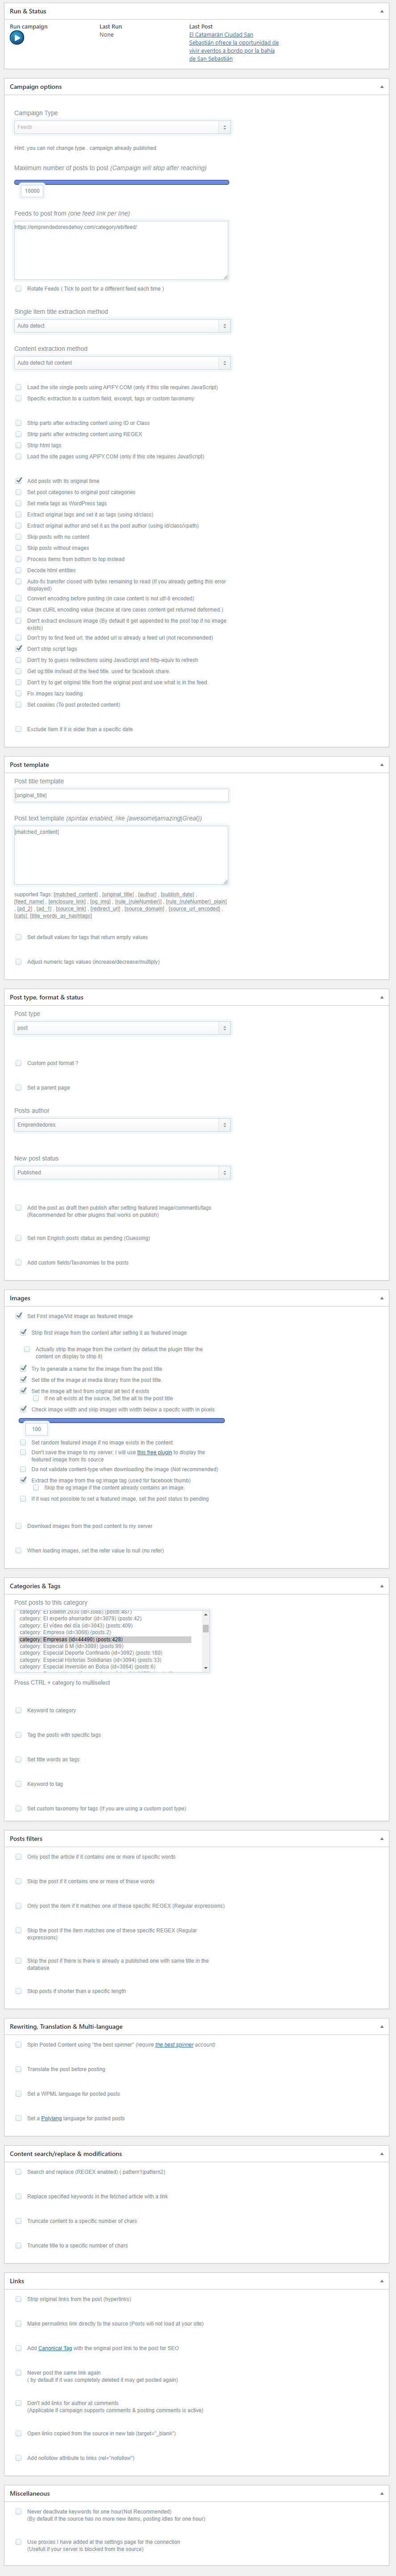 Run & Status
Run campaign
Last Run
None
Last Post
El Catamarán Ciudad San
Sebastián ofrece la oportunidad de
vivir eventos a bordo por la bahía
de San Sebastián
Campaign options
Campaign Type
Feeds
Hint: you can not change type . campaign already published.
Maximum number of posts to post (Campaign will stop after reaching)
10000
Feeds to post from (one feed link per line)
https://emprendedoresdehoy.com/category/eb/feed/
Rotate Feeds ( Tick to post for a different feed each time )
Single item title extraction method
Auto detect
Content extraction method
Auto detect full content
Load the site single posts using APIFY.COM (only if this site requires JavaScript)
Specific extraction to a custom field, excerpt, tags or custom taxonomy
Strip parts after extracting content using ID or Class
Strip parts after extracting content using REGEX
Strip html tags
Load the site pages using APIFY.COM (only if this site requires JavaScript)
Add posts with its original time
Set post categories to original post categories
Set meta tags as WordPress tags
Extract original tags and set it as tags (using id/class)
Extract original author and set it as the post author (using id/class/xpath)
Skip posts with no content
Skip posts without images
Process items from bottom to top instead
Decode html entities
Auto-fix transfer closed with bytes remaining to read (If you already getting this error
displayed)
Convert encoding before posting (in case content is not utf-8 encoded)
Clean cURL encoding value (becase at rare cases content get returned deformed.)
Don't extract enclosure image (By default it get appended to the post top if no image
exists)
Don't try to find feed url, the added url is already a feed url (not recommended)
Don't strip script tags
Don't try to guess redirections using JavaScript and http-equiv to refresh
Get og:title instead of the feed title. used for facebook share.
Don't try to get original title from the original post and use what is in the feed.
Fix images lazy loading
Set cookies (To post protected content)
Exclude item if it is older than a specific date
Post template
Post title template
[original_title]
Post text template (spintax enabled, like {awesome|amazing|Great})
[matched_content]
supported Tags: [matched_content] , [original_title] , [author] , [publish_date] ,
[feed_name] , [enclosure_link] , [og_img] , [rule_{ruleNumber}] , [rule_{ruleNumber}_plain]
, [ad_2] , [ad_1] , [source_link] , [redirect_url] , [source_domain] , [source_url_encoded] ,
[cats] , [title_words_as_hashtags]
Set default values for tags that return empty values
Adjust numeric tags values (increase/decrease/multiply)
Post type, format & status
Post type
post
Custom post format ?
Set a parent page
Posts author
Emprendedores
New post status
Published
Add the post as draft then publish after setting featured image/comments/tags
(Recommended for other plugins that works on publish)
Set non English posts status as pending (Guessing)
Add custom fields/Taxonomies to the posts
Images
Set First image/Vid image as featured image
Strip first image from the content after setting it as featured image
Actually strip the image from the content (by default the plugin filter the
content on display to strip it)
Try to generate a name for the image from the post title
Set title of the image at media library from the post title.
Set the image alt text from original alt text if exists
If no alt exists at the source, Set the alt to the post title
Check image width and skip images with width below a specifc width in pixels
100
Set random featured image if no image exists in the content
Don't save the image to my server, I will use this free plugin to display the
featured image from its source
Do not validate content-type when downloading the image (Not recommended)
Extract the image from the og:image tag (used for facebook thumb)
Skip the og image if the content already contains an image
If it was not possible to set a featured image, set the post status to pending
Download images from the post content to my server
When loading images, set the refer value to null (no refer)
Categories & Tags
Post posts to this category
category: El experto ahorrador (id=3079) (posts:42)
category: El vídeo del día (id=3043) (posts:400)
category: Empresa (id=3068) (posts:2)
category: Empresas (id=44490) (posts:428)
category: Especial 8 M (id=3089) (posts:99)
category: Especial Deporte Confinado (id=3092) (posts:180)
category: Especial Historias Solidiarias (id=3094) (posts:33)
category: Especial Inversión en Bolsa (id=3064) (posts:6)
Press CTRL + category to multiselect
Keyword to category
Tag the posts with specific tags
Set title words as tags
Keyword to tag
Set custom taxonomy for tags (if you are using a custom post type)
Posts filters
Only post the article if it contains one or more of specific words
Skip the post if it contains one or more of these words
Only post the item if it matches one of these specific REGEX (Regular expressions)
Skip the post if the item matches one of these specific REGEX (Regular
expressions)
Skip the post if there is there is already a published one with same title in the
database
Skip posts if shorter than a specific length
Rewriting, Translation & Multi-language
Spin Posted Content using "the best spinner" (require the best spinner account)
Translate the post before posting
Set a WPML language for posted posts
Set a Polylang language for posted posts
Content search/replace & modifications
Search and replace (REGEX enabled) ( pattern1|pattern2)
Replace specified keywords in the fetched article with a link
Truncate content to a specific number of chars
Truncate title to a specific number of chars
Links
Strip original links from the post (hyperlinks)
Make permalinks link directly to the source (Posts will not load at your site)
Add Canonical Tag with the original post link to the post for SEO
Never post the same link again
( by default if it was completely deleted it may get posted again)
Don't add links for author at comments
(Applicable if campaign supports comments & posting comments is active)
Open links copied from the source in new tab (target="_blank")
Add nofollow attribute to links (rel="nofollow")
Miscellaneous
Never deactivate keywords for one hour(Not Recommended)
(By default if the source has no more new items, posting idles for one hour)
Use proxies I have added at the settings page for the connection
(Usefull if your server is blocked from the source)